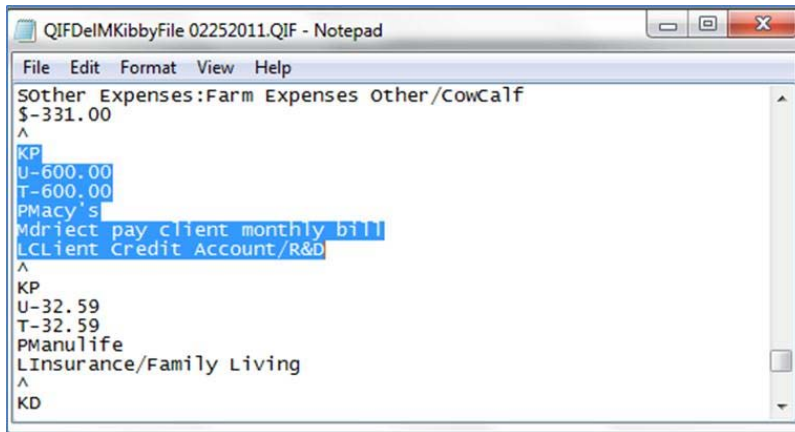 QIFDelMKibbyFile 02252011.QIF - Notepad
File Edit Format View Help
SOther Expenses:Farm Expenses Other/CowCalf
$-331.00
^
KP
U-600.00
T-600.00
PMacy's
Mdriect pay client monthly bill
LCLient Credit Account/R&D
^
KP
U-32.59
T-32.59
PManulife
LInsurance/Family Living
^
KD